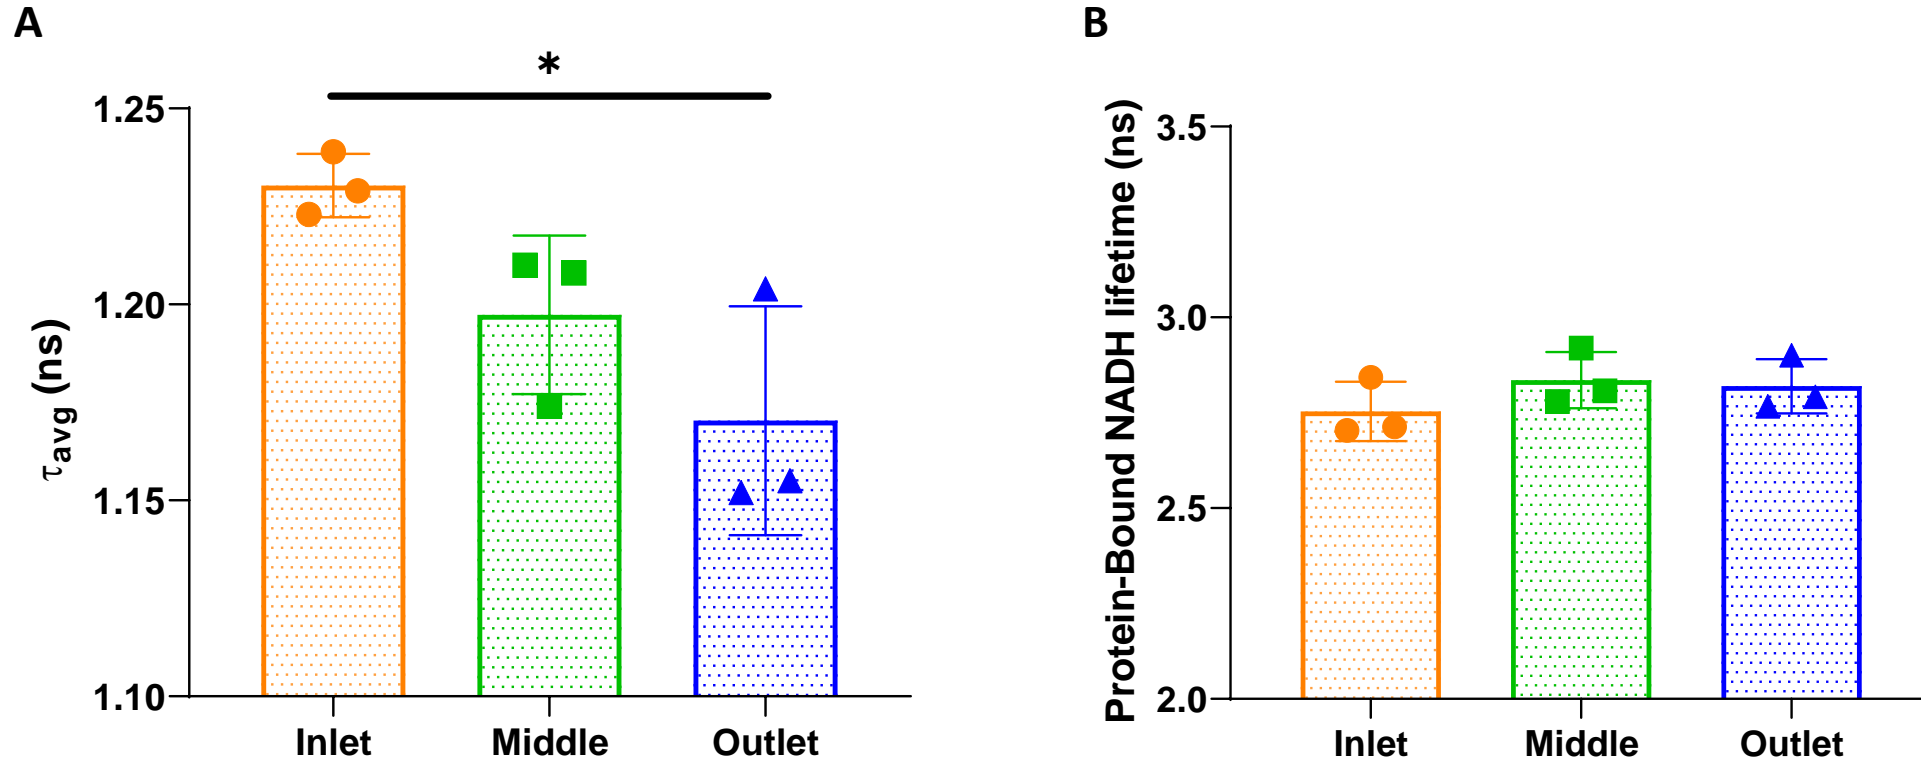 A
*
1.25
1.20
1.15
1.10
τavg (ns)
Inlet Middle Outlet
B
3.5
3.0
2.5
2.0
Protein-Bound NADH lifetime (ns)
Inlet Middle Outlet